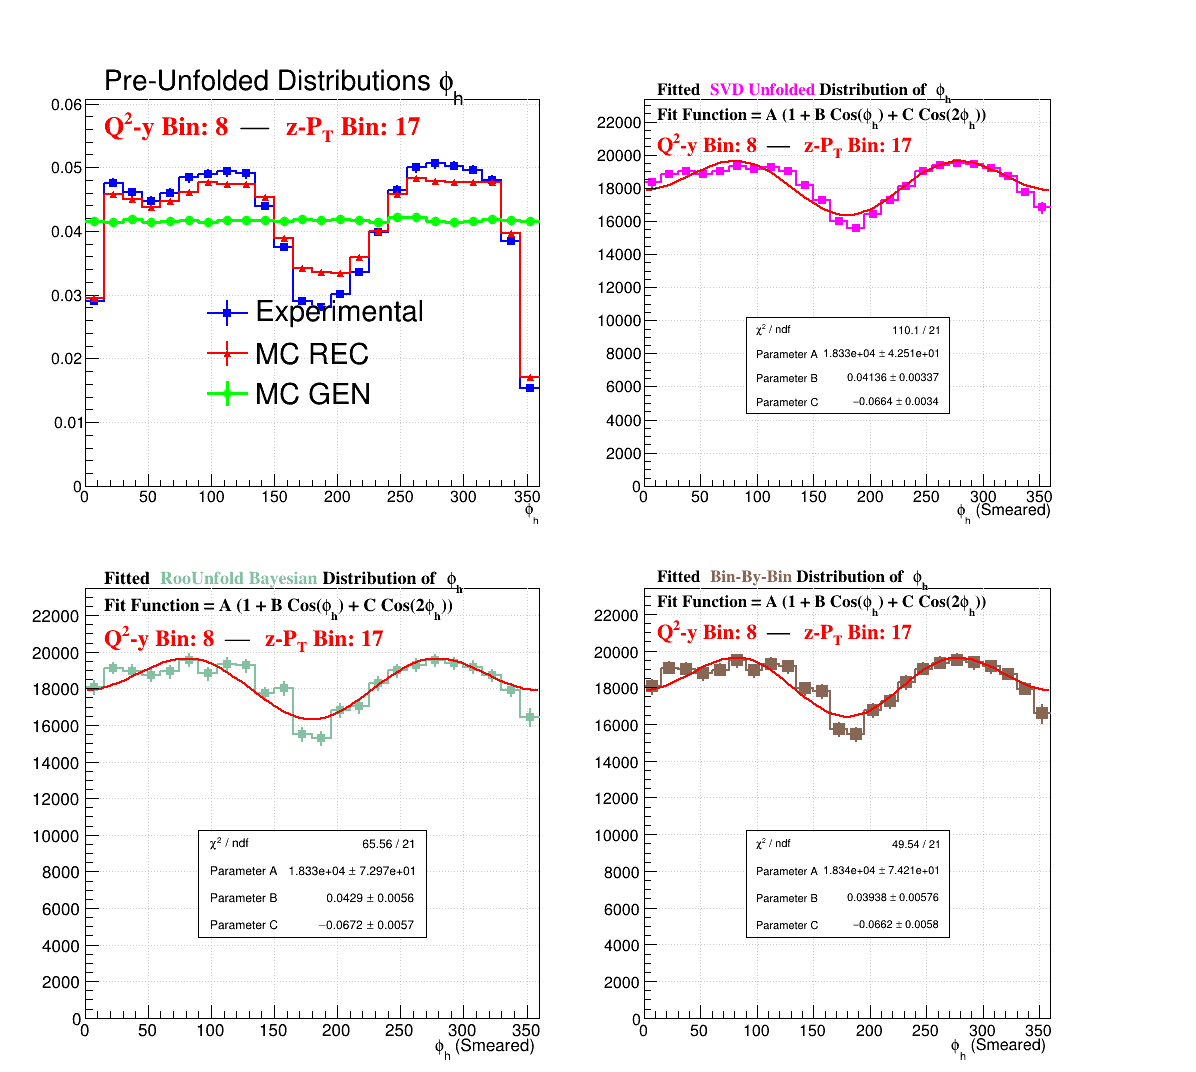 Pre-Unfolded Distributions ϕh
Q²-y Bin: 8 — z-PT Bin: 17
0.06
0.05
0.04
0.03
0.02
0.01
0
Experimental
MC REC
MC GEN
0 50 100 150 200 250 300 350
ϕh
Fitted SVD Unfolded Distribution of ϕh
Fit Function = A (1 + B Cos(ϕh) + C Cos(2ϕh))
Q²-y Bin: 8 — z-PT Bin: 17
22000
20000
18000
16000
14000
12000
10000
8000
6000
4000
2000
0
χ² / ndf 110.1 / 21
Parameter A 1.833e+04 ± 4.251e+01
Parameter B 0.04136 ± 0.00337
Parameter C −0.0664 ± 0.0034
0 50 100 150 200 250 300 350
ϕh (Smeared)
Fitted RooUnfold Bayesian Distribution of ϕh
Fit Function = A (1 + B Cos(ϕh) + C Cos(2ϕh))
Q²-y Bin: 8 — z-PT Bin: 17
22000
20000
18000
16000
14000
12000
10000
8000
6000
4000
2000
0
χ² / ndf 65.56 / 21
Parameter A 1.833e+04 ± 7.297e+01
Parameter B 0.0429 ± 0.0056
Parameter C −0.0672 ± 0.0057
0 50 100 150 200 250 300 350
ϕh (Smeared)
Fitted Bin-By-Bin Distribution of ϕh
Fit Function = A (1 + B Cos(ϕh) + C Cos(2ϕh))
Q²-y Bin: 8 — z-PT Bin: 17
22000
20000
18000
16000
14000
12000
10000
8000
6000
4000
2000
0
χ² / ndf 49.54 / 21
Parameter A 1.834e+04 ± 7.421e+01
Parameter B 0.03938 ± 0.00576
Parameter C −0.0662 ± 0.0058
0 50 100 150 200 250 300 350
ϕh (Smeared)